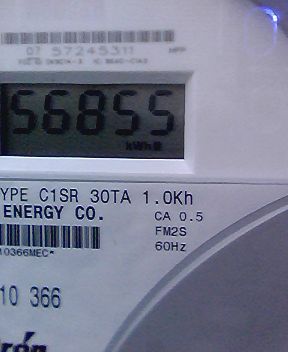 07 57245311
56855
kWh
TYPE C1SR 30TA 1.0Kh
ENERGY CO.
CA 0.5
FM2S
60Hz
10366MEC*
10 366
rón